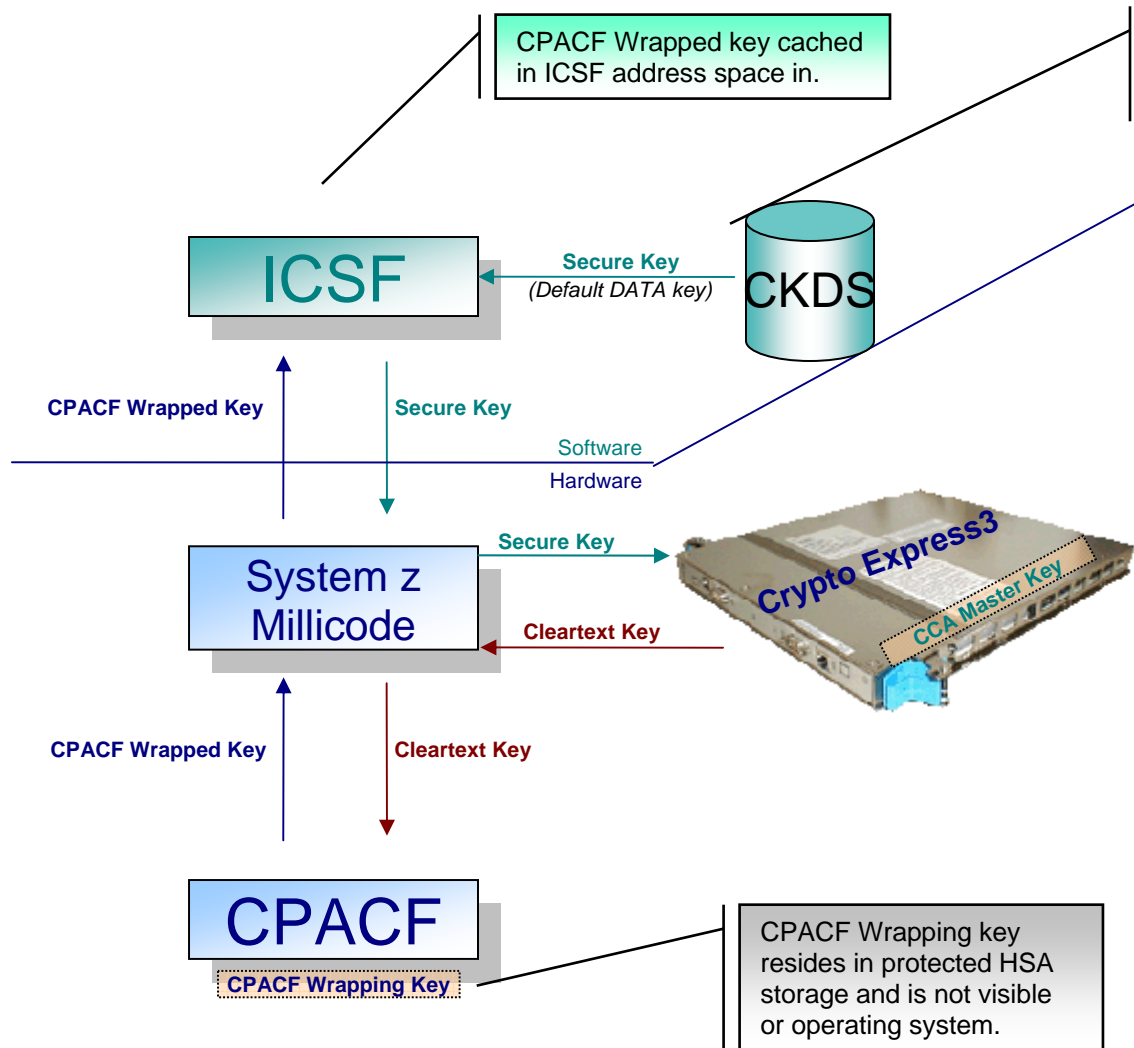 CPACF Wrapped key cached
in ICSF address space in.
ICSF
Secure Key
(Default DATA key)
CKDS
CPACF Wrapped Key
Secure Key
Software
Hardware
System z
Millicode
Secure Key
Cleartext Key
Crypto Express3
CCA Master Key
CPACF Wrapped Key
Cleartext Key
CPACF
CPACF Wrapping Key
CPACF Wrapping key
resides in protected HSA
storage and is not visible
or operating system.